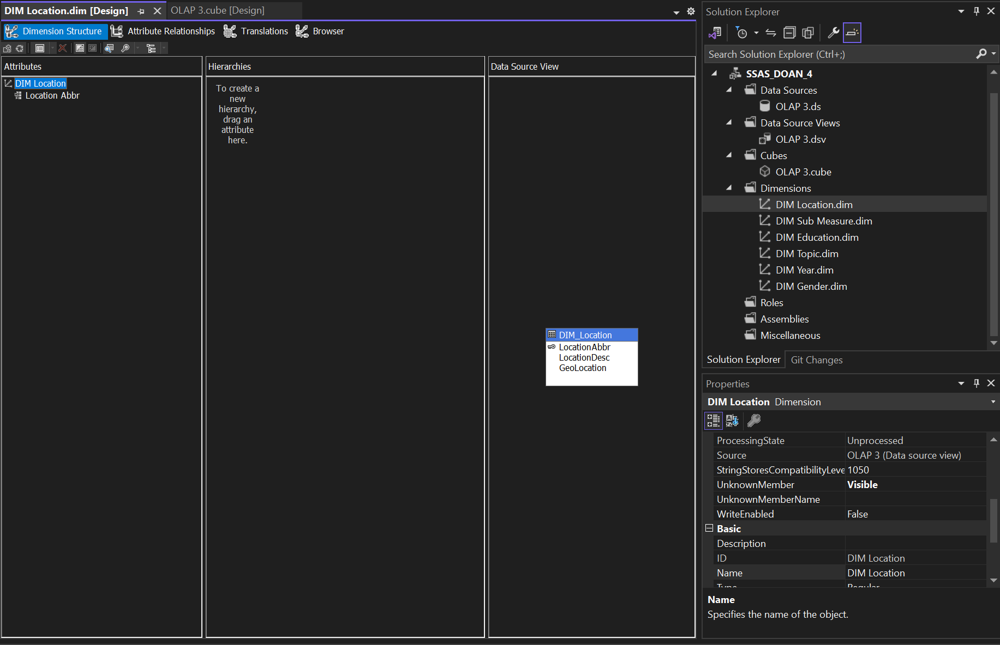 DIM Location.dim [Design]
OLAP 3.cube [Design]
Dimension Structure
Attribute Relationships
Translations
Browser
Attributes
DIM Location
Location Abbr
Hierarchies
To create a
new
hierarchy,
drag an
attribute
here.
Data Source View
DIM_Location
LocationAbbr
LocationDesc
GeoLocation
Solution Explorer
Search Solution Explorer (Ctrl+;)
SSAS_DOAN_4
Data Sources
OLAP 3.ds
Data Source Views
OLAP 3.dsv
Cubes
OLAP 3.cube
Dimensions
DIM Location.dim
DIM Sub Measure.dim
DIM Education.dim
DIM Topic.dim
DIM Year.dim
DIM Gender.dim
Roles
Assemblies
Miscellaneous
Solution Explorer
Git Changes
Properties
DIM Location Dimension
ProcessingState Unprocessed
Source OLAP 3 (Data source view)
StringStoresCompatibilityLeve 1050
UnknownMember Visible
UnknownMemberName
WriteEnabled False
Basic
Description
ID DIM Location
Name DIM Location
Type Regular
Name
Specifies the name of the object.